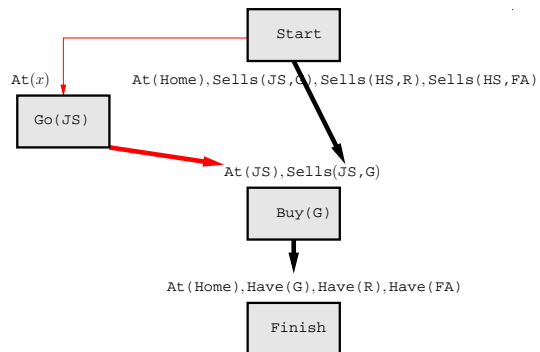 Start
At(x)
At(Home),Sells(JS,G),Sells(HS,R),Sells(HS,FA)
Go(JS)
At(JS),Sells(JS,G)
Buy(G)
At(Home),Have(G),Have(R),Have(FA)
Finish